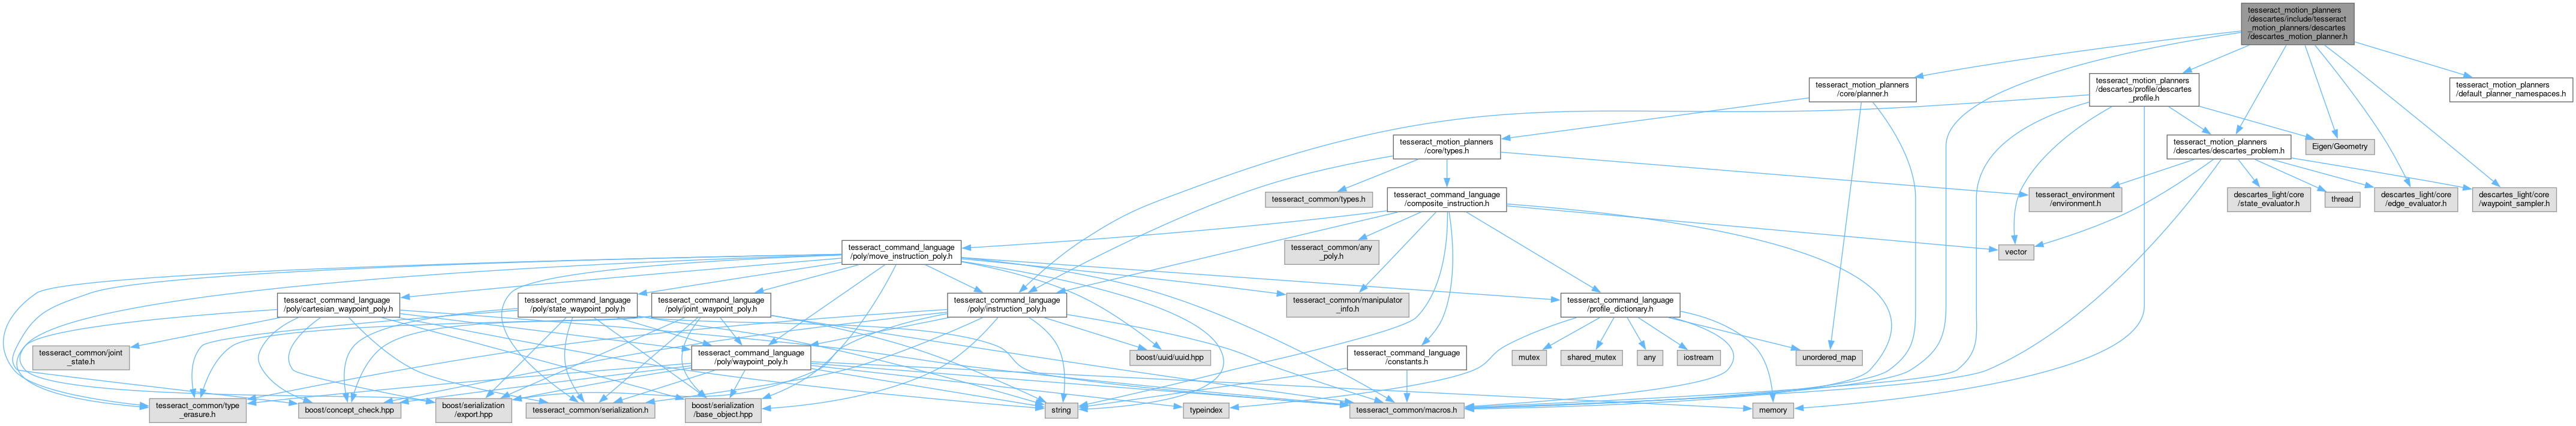 tesseract_motion_planners
/descartes/include/tesseract
_motion_planners/descartes
/descartes_motion_planner.h
tesseract_motion_planners
/core/planner.h
tesseract_motion_planners
/descartes/profile/descartes
_profile.h
tesseract_motion_planners
/default_planner_namespaces.h
tesseract_motion_planners
/core/types.h
tesseract_motion_planners
/descartes/descartes_problem.h
Eigen/Geometry
tesseract_common/types.h
tesseract_command_language
/composite_instruction.h
tesseract_environment
/environment.h
descartes_light/core
/state_evaluator.h
thread
descartes_light/core
/edge_evaluator.h
descartes_light/core
/waypoint_sampler.h
tesseract_command_language
/poly/move_instruction_poly.h
tesseract_common/any
_poly.h
vector
tesseract_command_language
/poly/cartesian_waypoint_poly.h
tesseract_command_language
/poly/state_waypoint_poly.h
tesseract_command_language
/poly/joint_waypoint_poly.h
tesseract_command_language
/poly/instruction_poly.h
tesseract_common/manipulator
_info.h
tesseract_command_language
/profile_dictionary.h
tesseract_common/joint
_state.h
tesseract_command_language
/poly/waypoint_poly.h
boost/uuid/uuid.hpp
tesseract_command_language
/constants.h
mutex
shared_mutex
any
iostream
unordered_map
tesseract_common/type
_erasure.h
boost/concept_check.hpp
boost/serialization
/export.hpp
tesseract_common/serialization.h
boost/serialization
/base_object.hpp
string
typeindex
tesseract_common/macros.h
memory